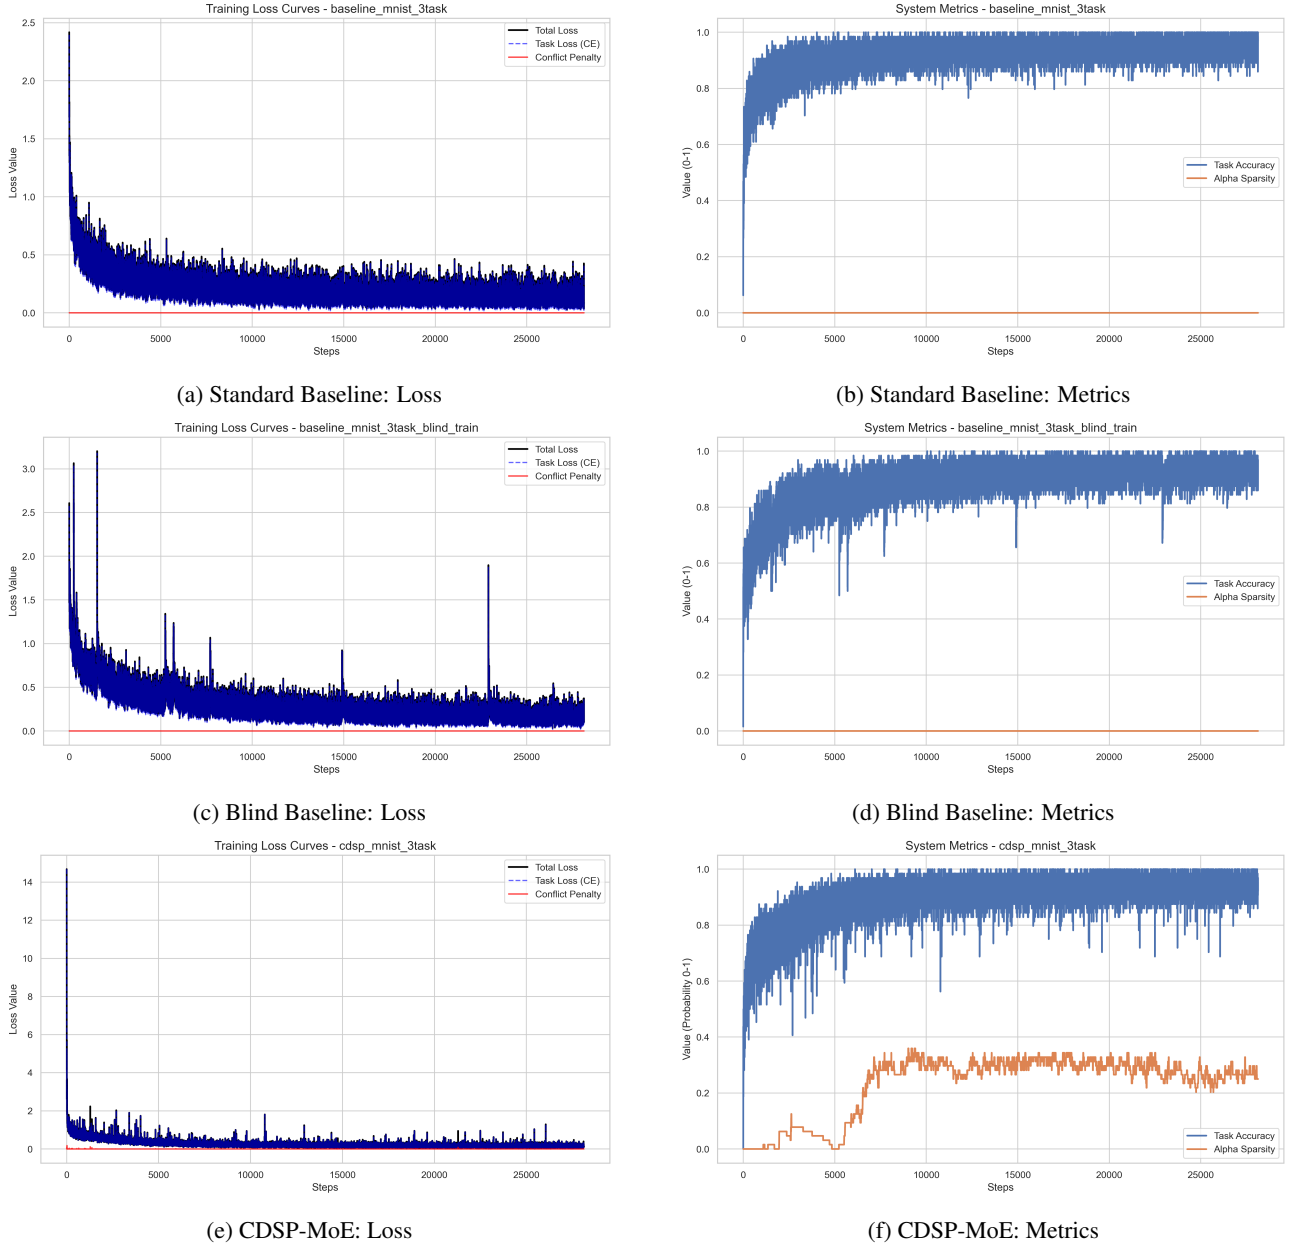 Training Loss Curves - baseline_mnist_3task
2.5
2.0
1.5
1.0
0.5
0.0
Loss Value
0
5000
10000
15000
20000
25000
Steps
Total Loss
Task Loss (CE)
Conflict Penalty
(a) Standard Baseline: Loss
System Metrics - baseline_mnist_3task
1.0
0.8
0.6
0.4
0.2
0.0
Value (0-1)
0
5000
10000
15000
20000
25000
Steps
Task Accuracy
Alpha Sparsity
(b) Standard Baseline: Metrics
Training Loss Curves - baseline_mnist_3task_blind_train
3.0
2.5
2.0
1.5
1.0
0.5
0.0
Loss Value
0
5000
10000
15000
20000
25000
Steps
Total Loss
Task Loss (CE)
Conflict Penalty
(c) Blind Baseline: Loss
System Metrics - baseline_mnist_3task_blind_train
1.0
0.8
0.6
0.4
0.2
0.0
Value (0-1)
0
5000
10000
15000
20000
25000
Steps
Task Accuracy
Alpha Sparsity
(d) Blind Baseline: Metrics
Training Loss Curves - cdsp_mnist_3task
14
12
10
8
6
4
2
0
Loss Value
0
5000
10000
15000
20000
25000
Steps
Total Loss
Task Loss (CE)
Conflict Penalty
(e) CDSP-MoE: Loss
System Metrics - cdsp_mnist_3task
1.0
0.8
0.6
0.4
0.2
0.0
Value (Probability 0-1)
0
5000
10000
15000
20000
25000
Steps
Task Accuracy
Alpha Sparsity
(f) CDSP-MoE: Metrics